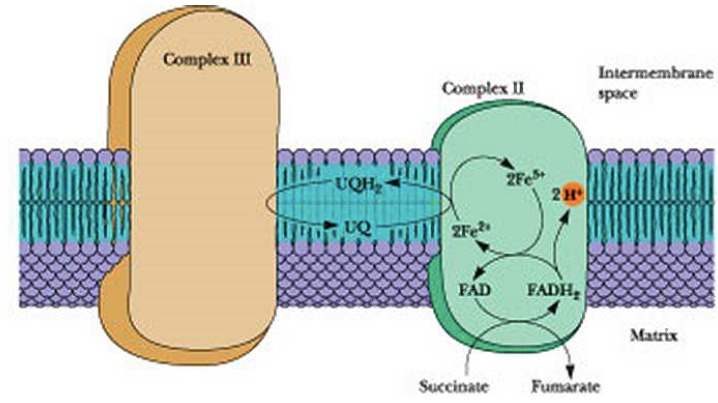 Complex III
Complex II
Intermembrane
space
UQH₂
UQ
2Fe³⁺
2Fe²⁺
2 H⁺
FAD
FADH₂
Matrix
Succinate
Fumarate